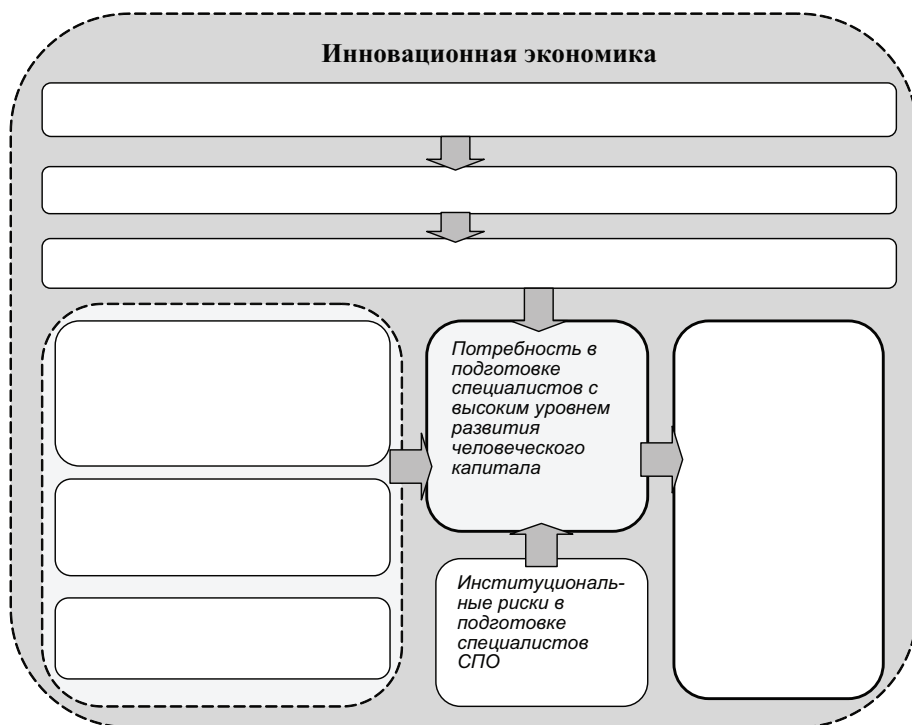 Инновационная экономика
Потребность в
подготовке
специалистов с
высоким уровнем
развития
человеческого
капитала
Институциональ-
ные риски в
подготовке
специалистов
СПО